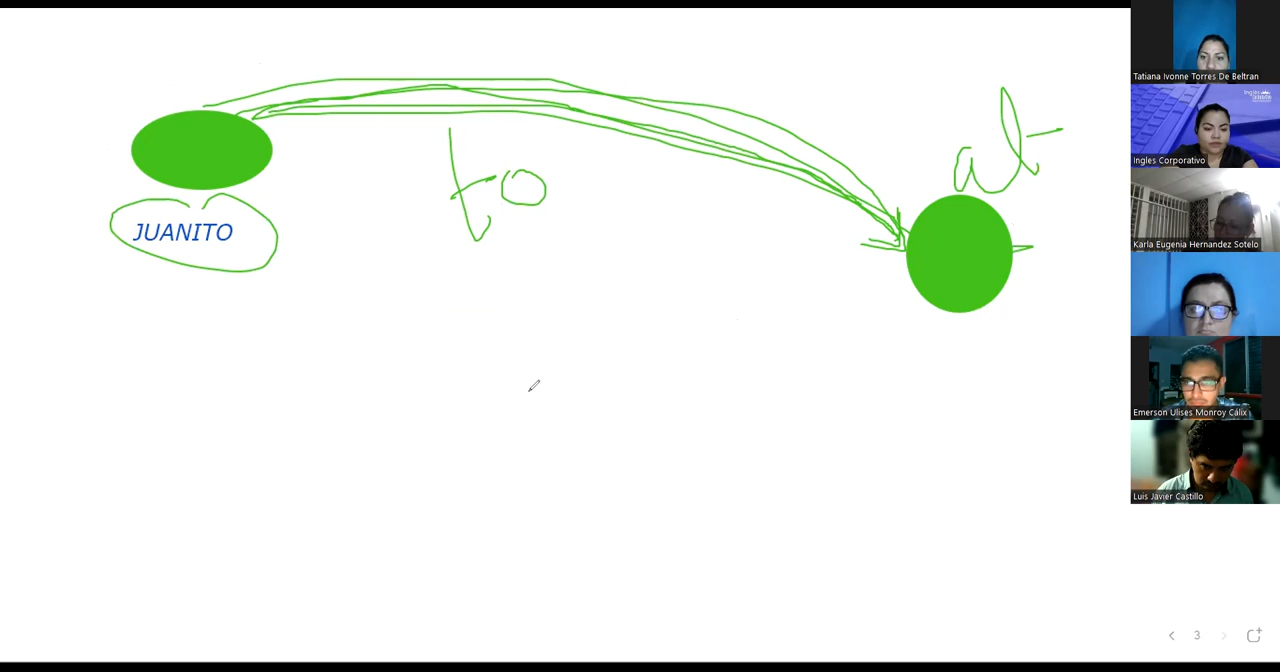 at
to
JUANITO
Tatiana Ivonne Torres De Beltran
Ingles Corporativo
Karla Eugenia Hernandez Sotelo
Emerson Ulises Monroy Cálix
Luis Javier Castillo
3